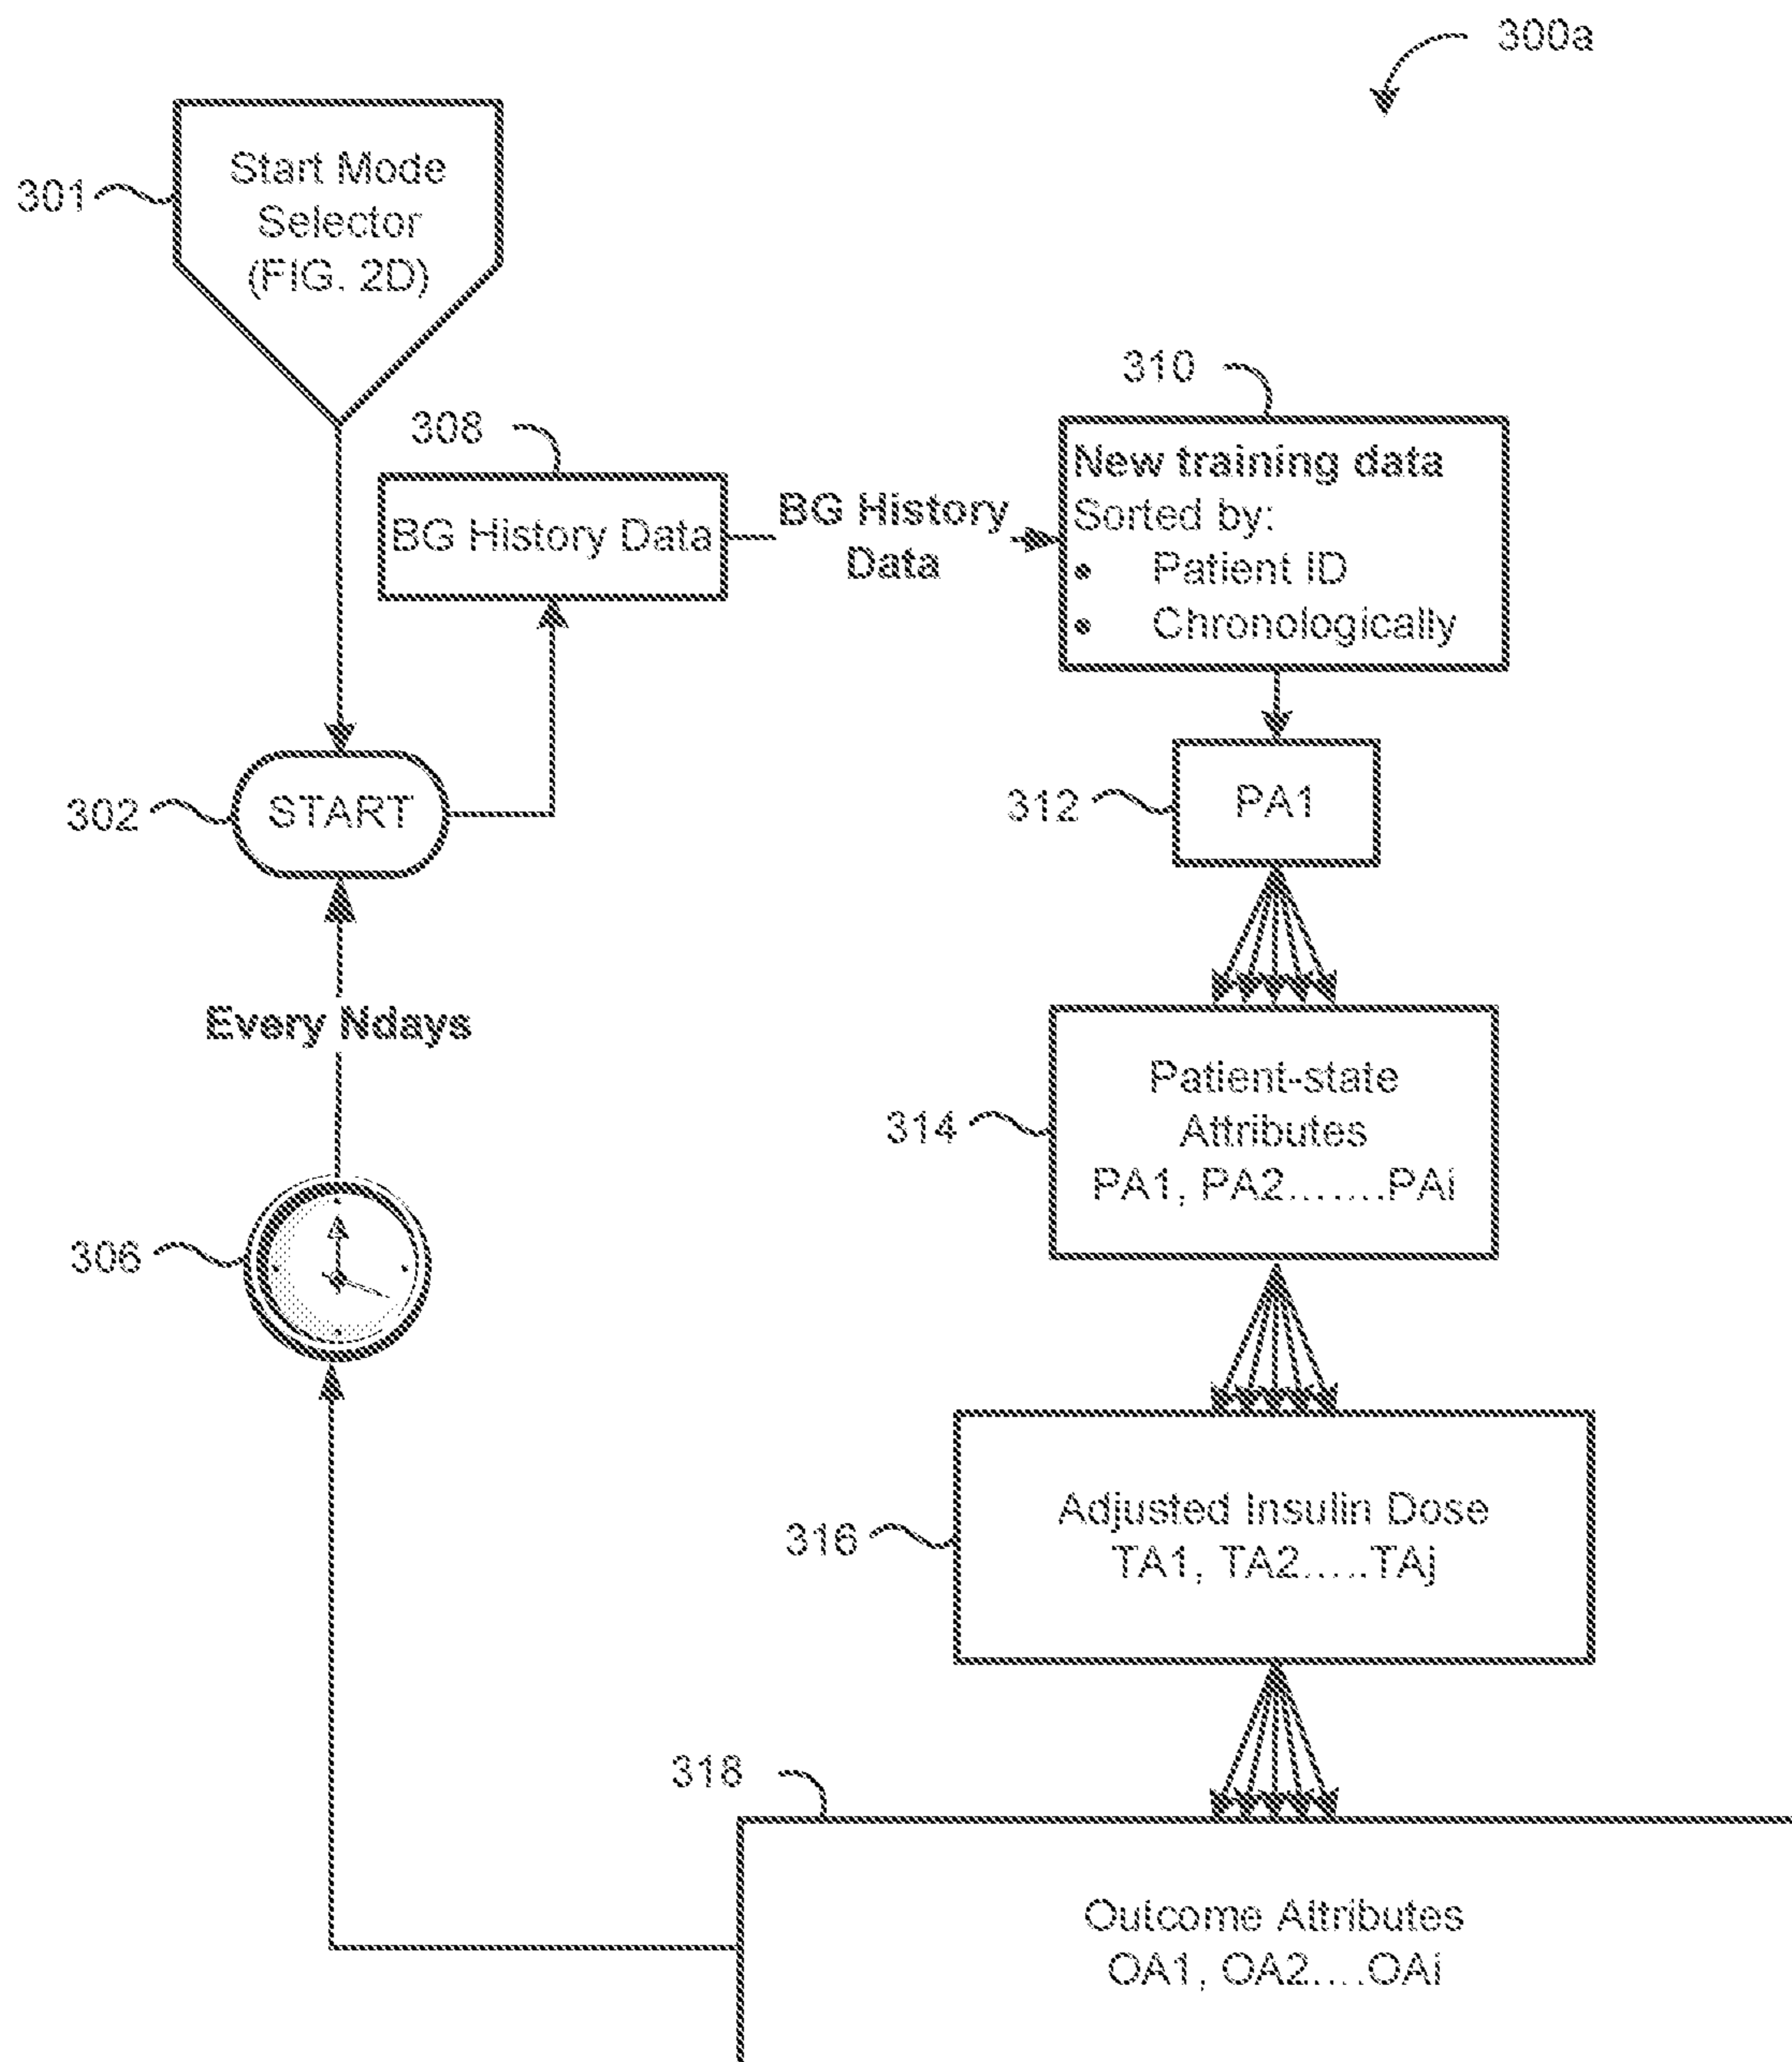 300a
301
Start Mode
Selector
(FIG. 2D)
308
BG History Data
BG History
Data
310
New training data
Sorted by:
• Patient ID
• Chronologically
302
START
312
PA1
Every Ndays
314
Patient-state
Attributes
PA1, PA2.......PAi
306
316
Adjusted Insulin Dose
TA1, TA2.....TAj
318
Outcome Attributes
OA1, OA2....OAi